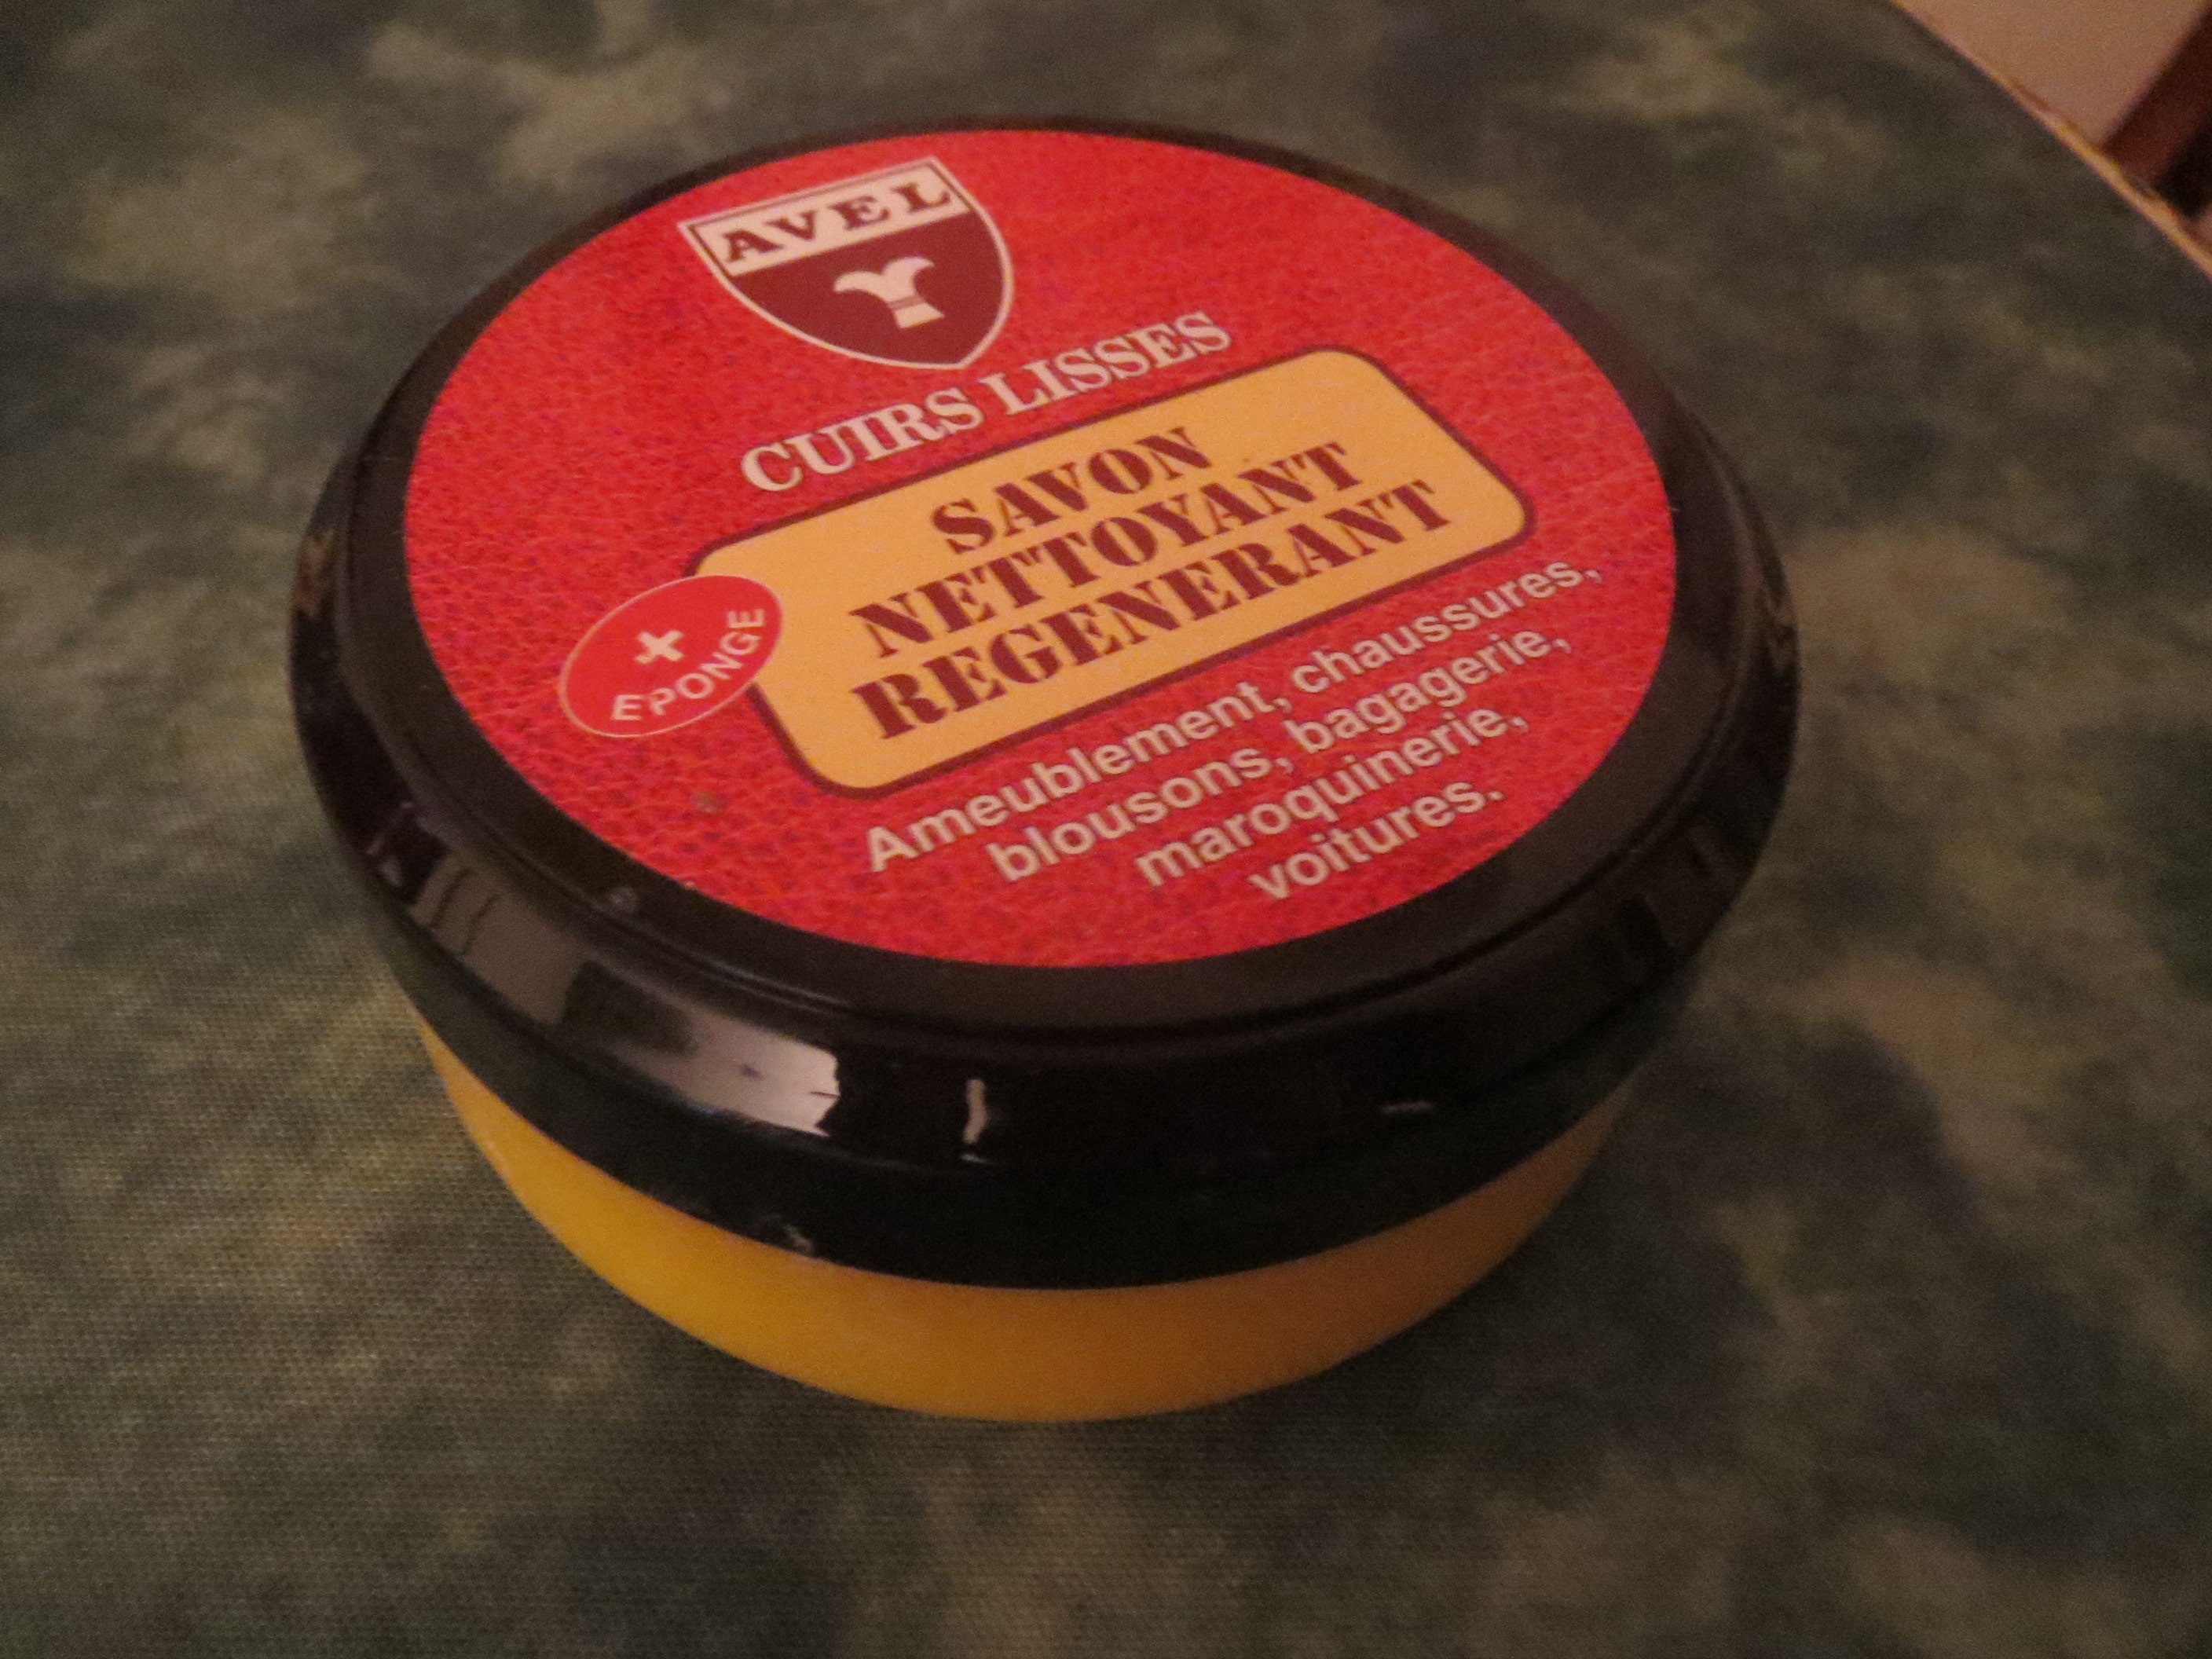 AVEL
CUIRS LISSES
SAVON
NETTOYANT
REGENERANT
+
EPONGE
Ameublement, chaussures,
blousons, bagagerie,
maroquinerie,
voitures.